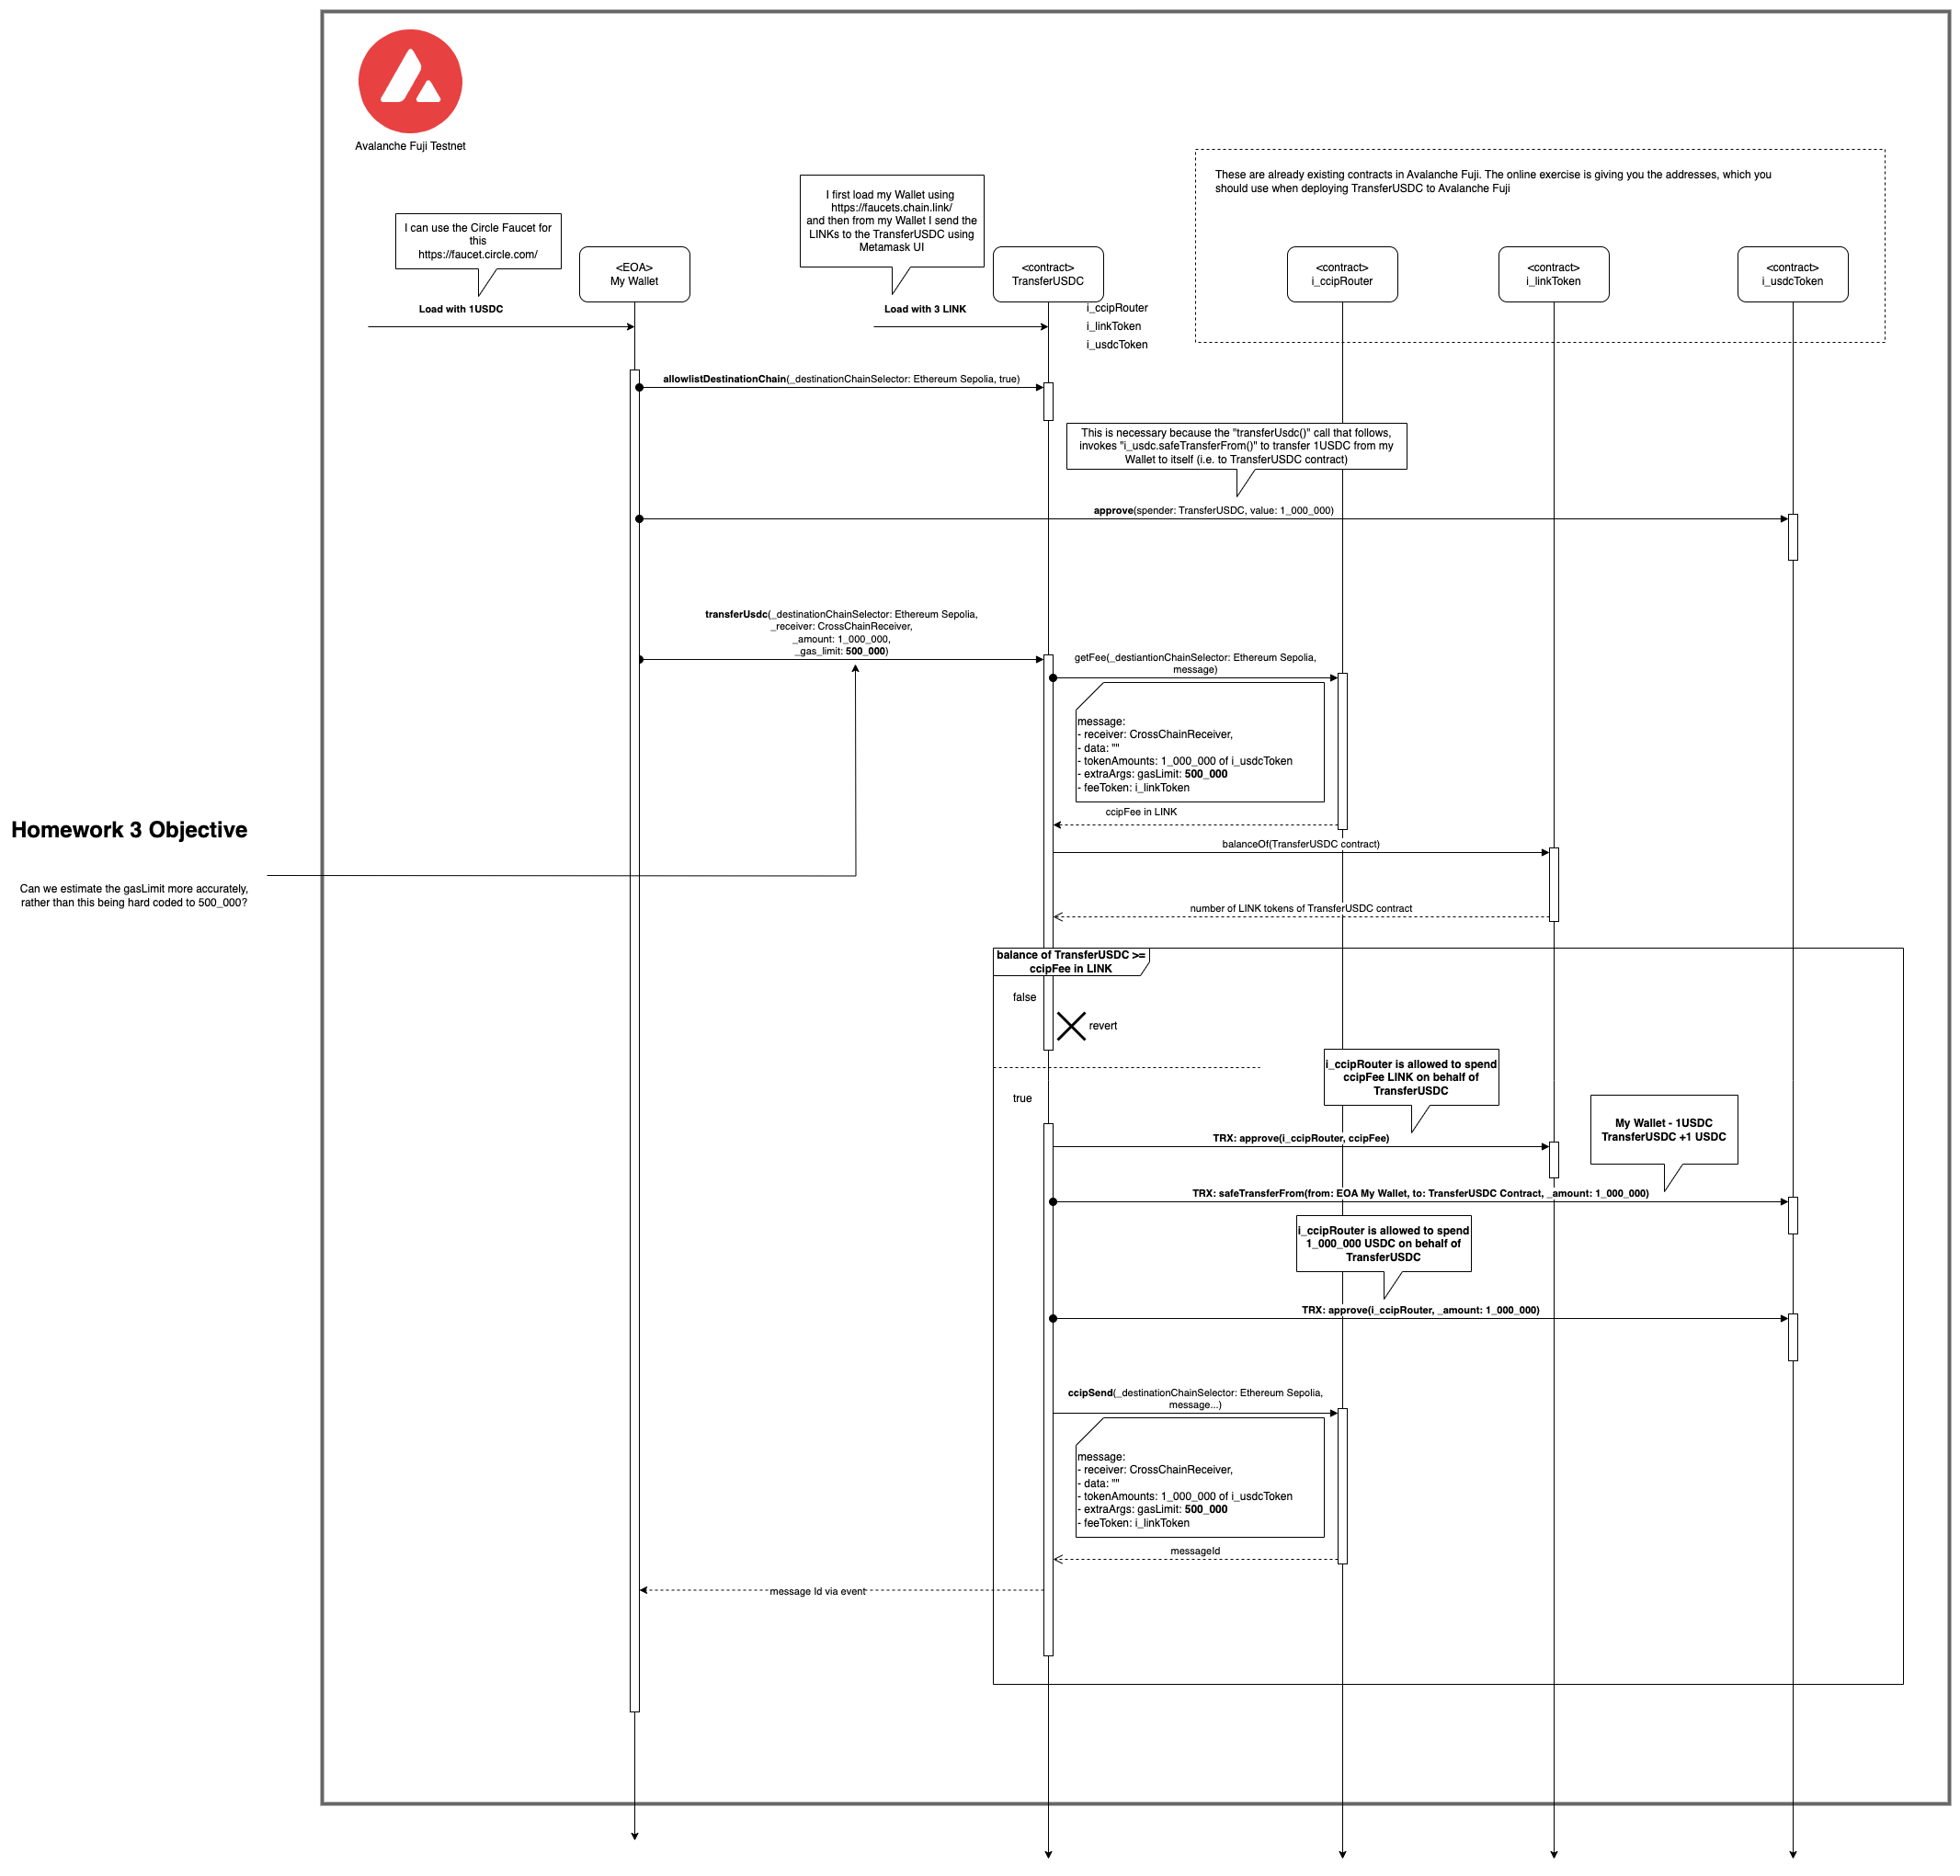 Avalanche Fuji Testnet
These are already existing contracts in Avalanche Fuji. The online exercise is giving you the addresses, which you
should use when deploying TransferUSDC to Avalanche Fuji
I first load my Wallet using
https://faucets.chain.link/
and then from my Wallet I send the
LINKs to the TransferUSDC using
Metamask UI
I can use the Circle Faucet for
this
https://faucet.circle.com/
<EOA>
My Wallet
<contract>
TransferUSDC
<contract>
i_ccipRouter
<contract>
i_linkToken
<contract>
i_usdcToken
Load with 1USDC
Load with 3 LINK
i_ccipRouter
i_linkToken
i_usdcToken
allowlistDestinationChain(_destinationChainSelector: Ethereum Sepolia, true)
This is necessary because the "transferUsdc()" call that follows,
invokes "i_usdc.safeTransferFrom()" to transfer 1USDC from my
Wallet to itself (i.e. to TransferUSDC contract)
approve(spender: TransferUSDC, value: 1_000_000)
transferUsdc(_destinationChainSelector: Ethereum Sepolia,
_receiver: CrossChainReceiver,
_amount: 1_000_000,
_gas_limit: 500_000)
getFee(_destiantionChainSelector: Ethereum Sepolia,
message)
message:
- receiver: CrossChainReceiver,
- data: ""
- tokenAmounts: 1_000_000 of i_usdcToken
- extraArgs: gasLimit: 500_000
- feeToken: i_linkToken
ccipFee in LINK
Homework 3 Objective
Can we estimate the gasLimit more accurately,
rather than this being hard coded to 500_000?
balanceOf(TransferUSDC contract)
number of LINK tokens of TransferUSDC contract
balance of TransferUSDC >=
ccipFee in LINK
false
revert
true
i_ccipRouter is allowed to spend
ccipFee LINK on behalf of
TransferUSDC
My Wallet - 1USDC
TransferUSDC +1 USDC
TRX: approve(i_ccipRouter, ccipFee)
TRX: safeTransferFrom(from: EOA My Wallet, to: TransferUSDC Contract, _amount: 1_000_000)
i_ccipRouter is allowed to spend
1_000_000 USDC on behalf of
TransferUSDC
TRX: approve(i_ccipRouter, _amount: 1_000_000)
ccipSend(_destinationChainSelector: Ethereum Sepolia,
message...)
message:
- receiver: CrossChainReceiver,
- data: ""
- tokenAmounts: 1_000_000 of i_usdcToken
- extraArgs: gasLimit: 500_000
- feeToken: i_linkToken
messageId
message Id via event